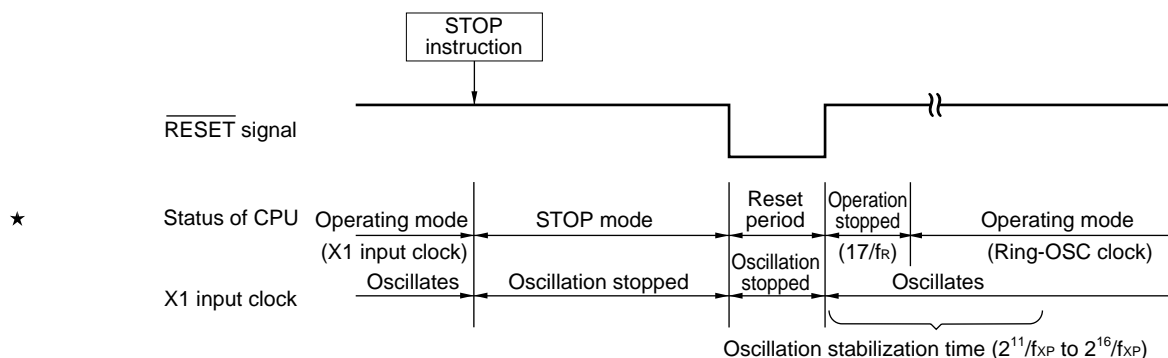 STOP
instruction
RESET signal
★ Status of CPU
Operating mode
(X1 input clock)
STOP mode
Reset
period
Operation
stopped
(17/fR)
Operating mode
(Ring-OSC clock)
X1 input clock
Oscillates
Oscillation stopped
Oscillation
stopped
Oscillates
Oscillation stabilization time (2¹¹/fXP to 2¹⁶/fXP)